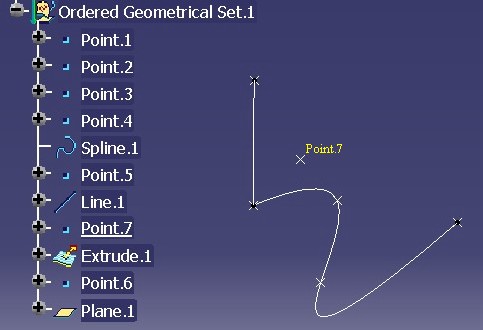 Ordered Geometrical Set.1
Point.1
Point.2
Point.3
Point.4
Spline.1
Point.5
Line.1
Point.7
Extrude.1
Point.6
Plane.1
Point.7